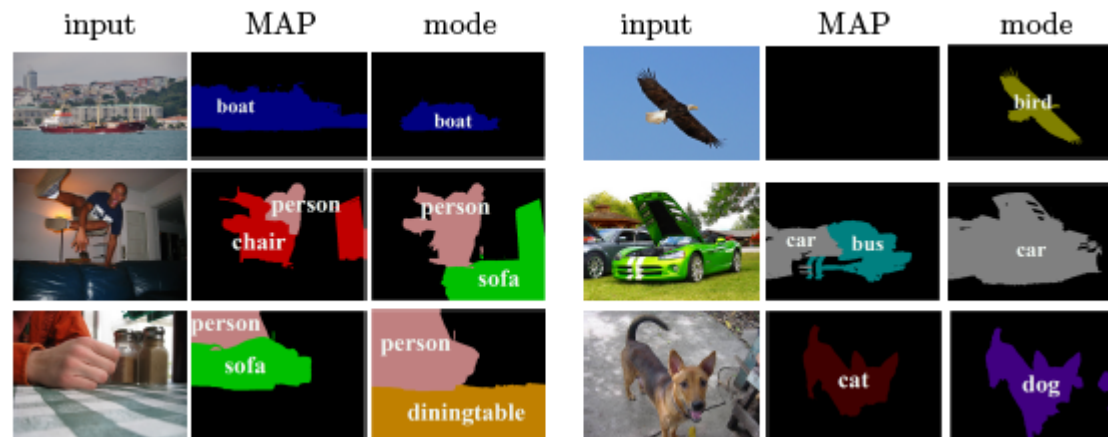 input MAP mode input MAP mode
boat boat bird
person person
chair car bus car
sofa
person
sofa person cat dog
diningtable